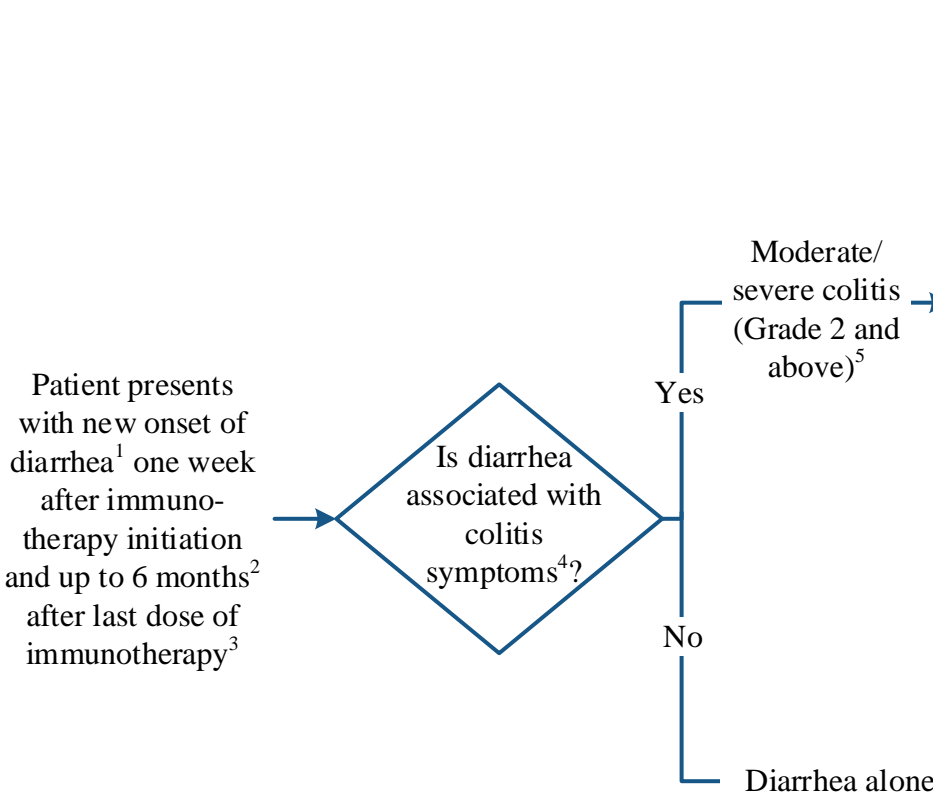 Patient presents
with new onset of
diarrhea¹ one week
after immuno-
therapy initiation
and up to 6 months²
after last dose of
immunotherapy³
Is diarrhea
associated with
colitis
symptoms⁴?
Yes
Moderate/
severe colitis
(Grade 2 and
above)⁵
No
Diarrhea alone